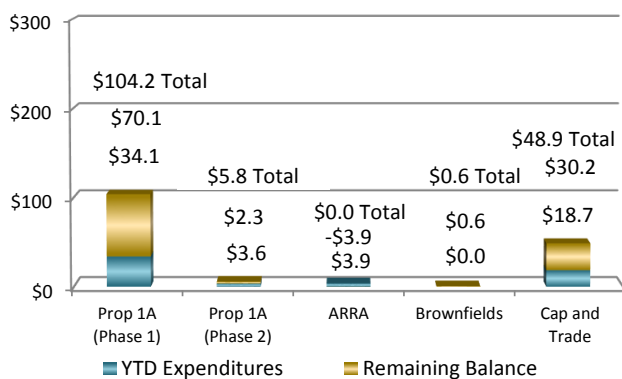 $300
$200
$100
$0
$104.2 Total
$70.1
$34.1
$5.8 Total
$2.3
$3.6
$0.0 Total
-$3.9
$3.9
$0.6 Total
$0.6
$0.0
$48.9 Total
$30.2
$18.7
Prop 1A
(Phase 1)
Prop 1A
(Phase 2)
ARRA
Brownfields
Cap and
Trade
YTD Expenditures
Remaining Balance